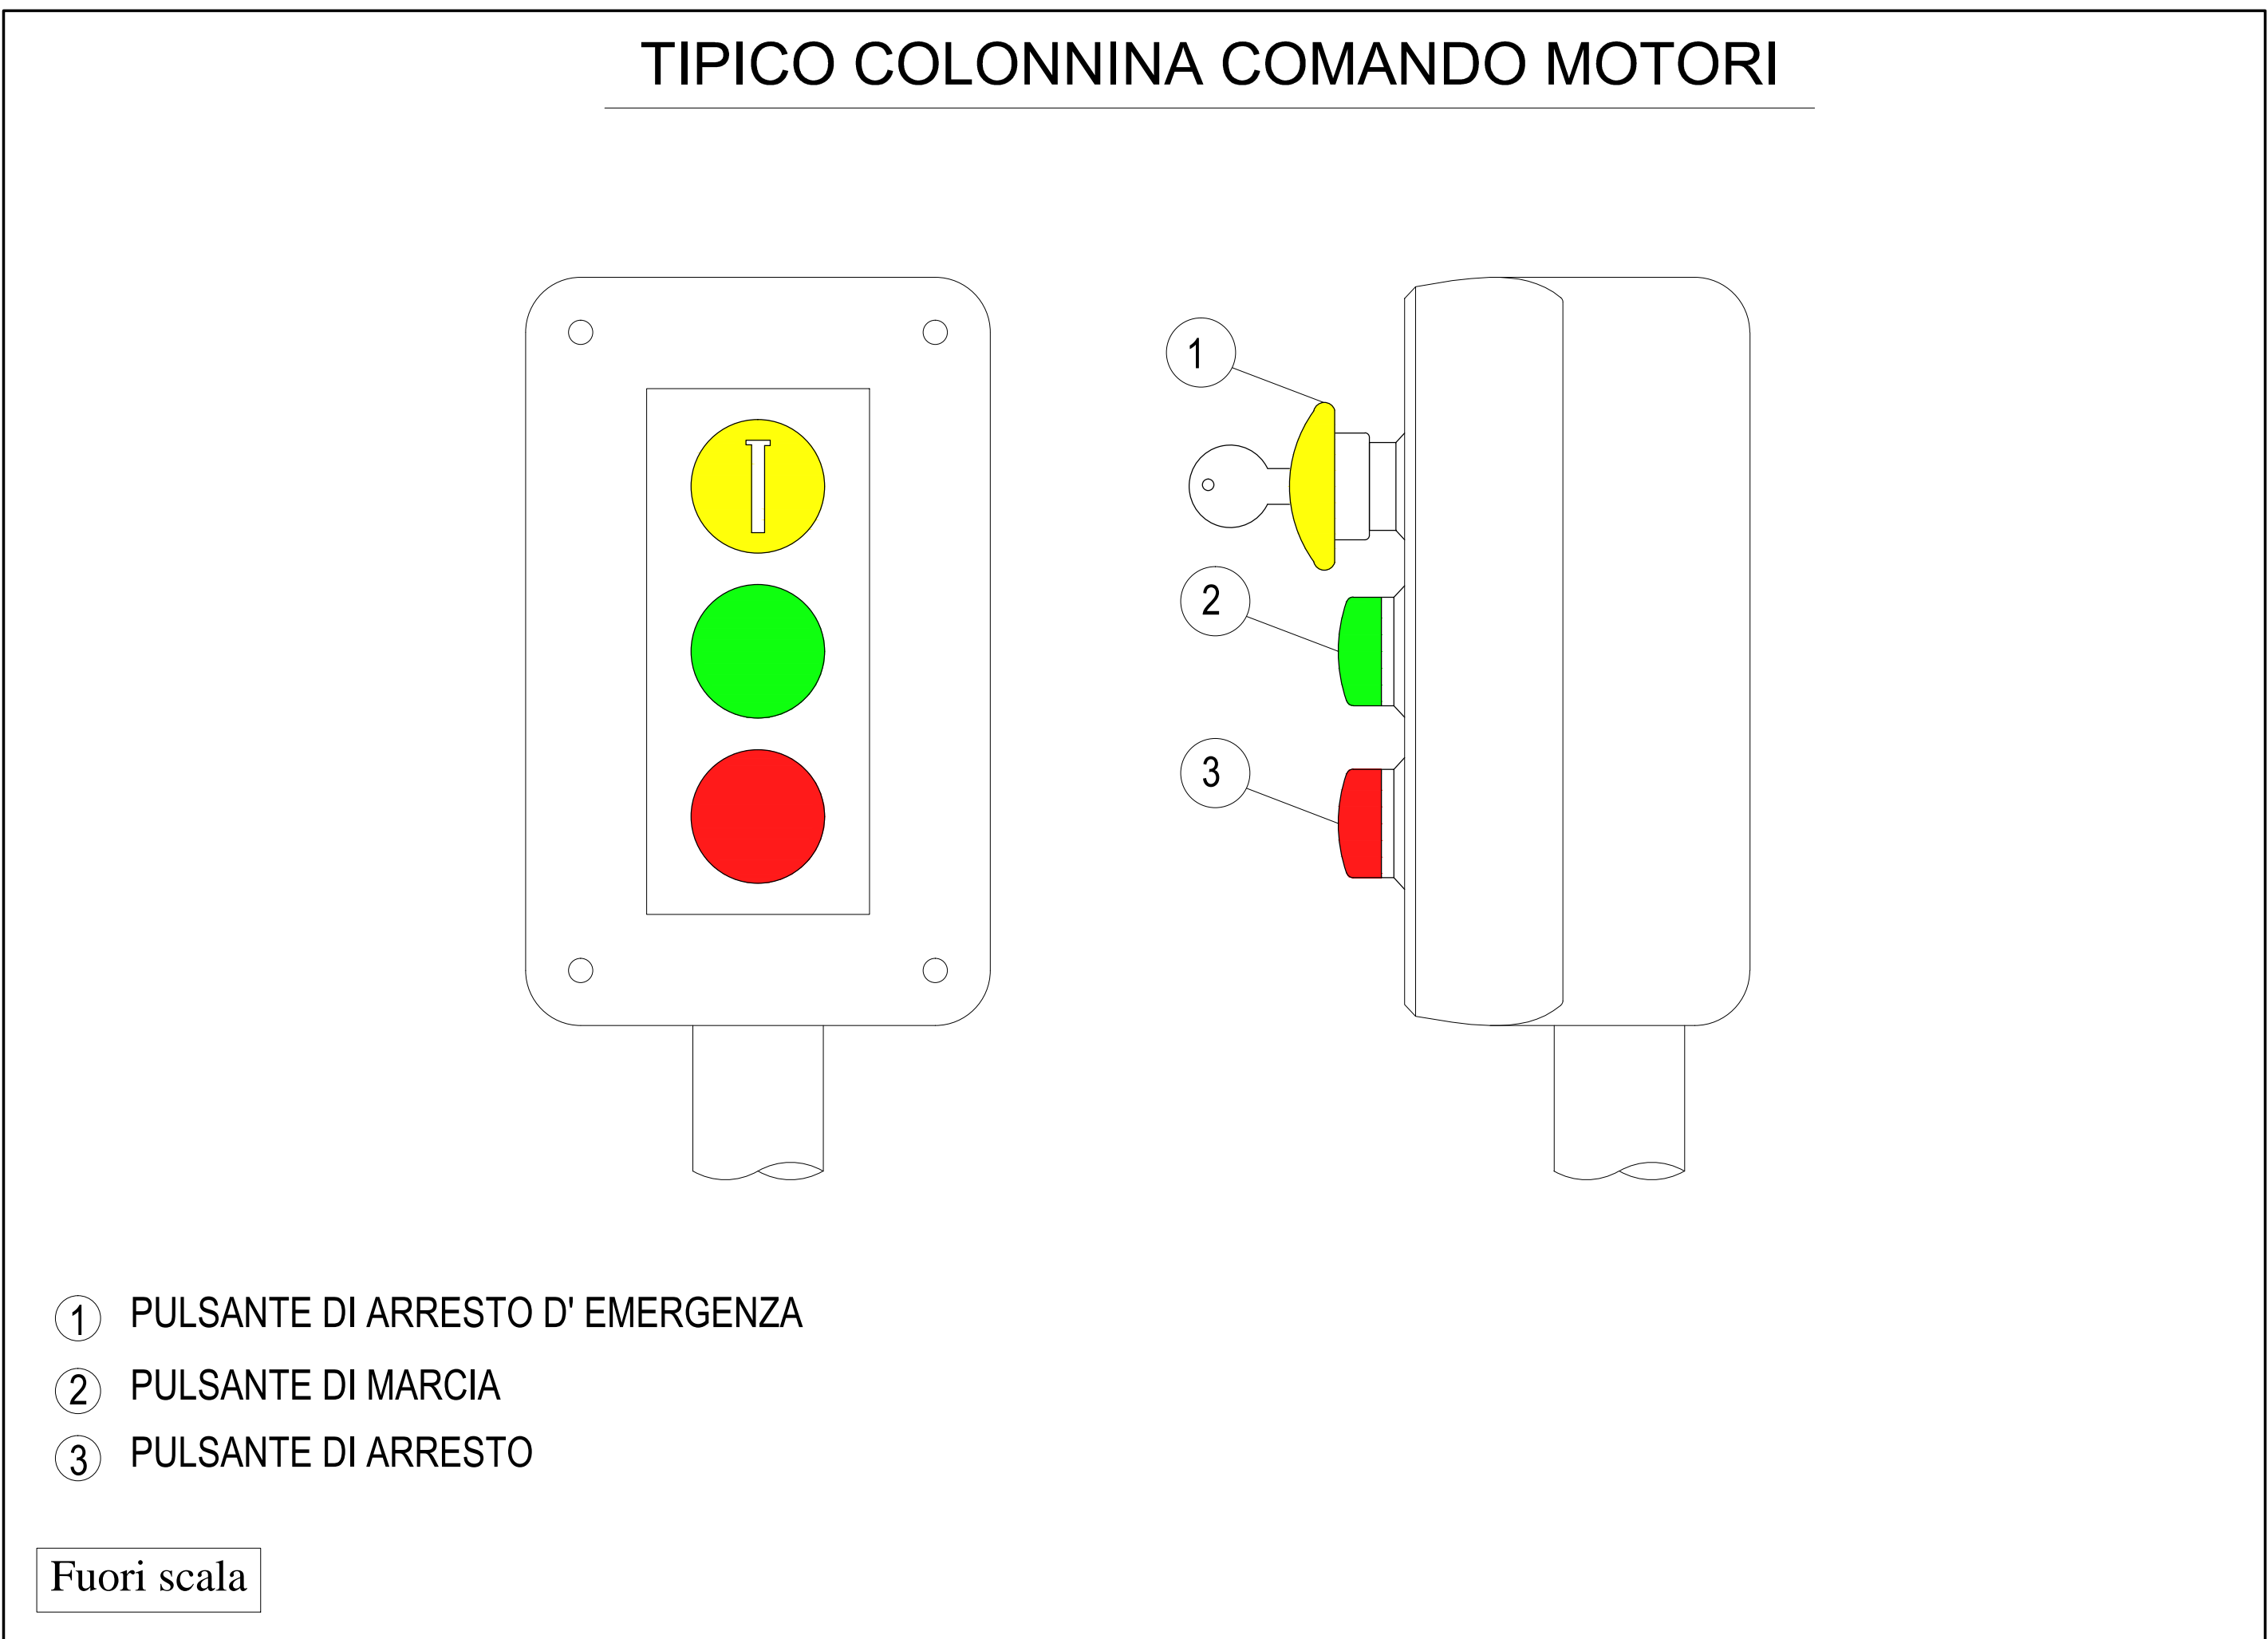 TIPICO COLONNINA COMANDO MOTORI
1
2
3
1 PULSANTE DI ARRESTO D' EMERGENZA
2 PULSANTE DI MARCIA
3 PULSANTE DI ARRESTO
Fuori scala